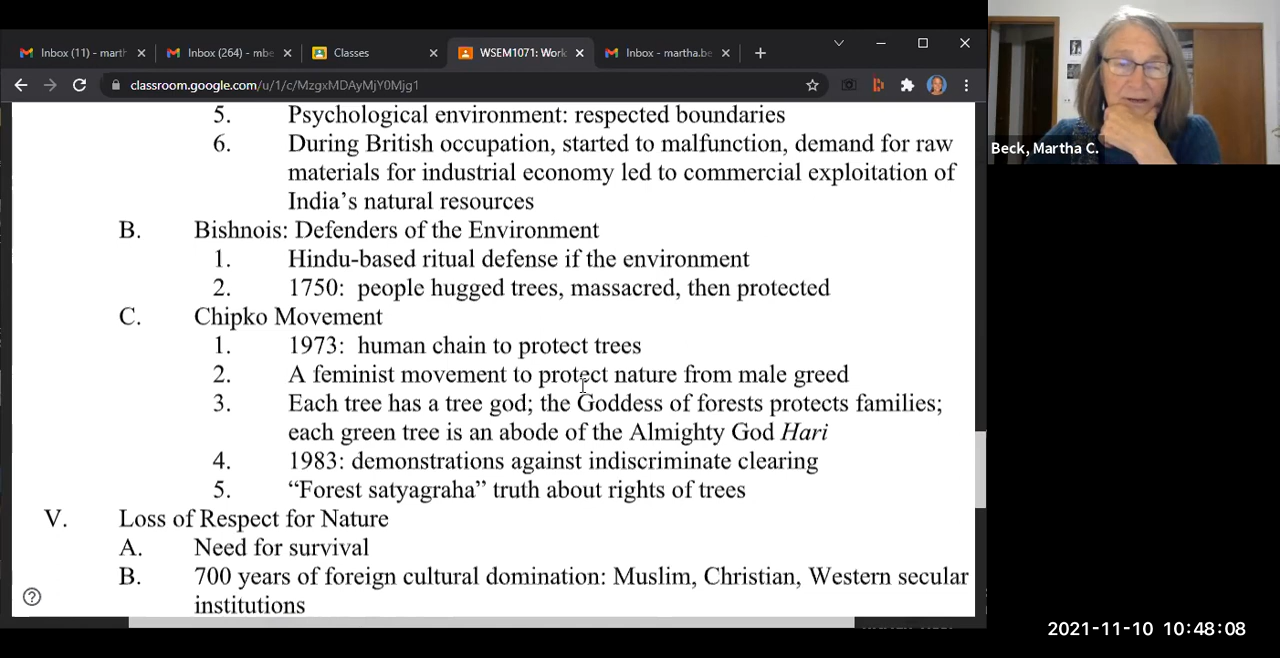 Inbox (11) - mart
Inbox (264) - mbe
Classes
WSEM1071: Work
Inbox - martha.be
classroom.google.com/u/1/c/MzgxMDAyMjY0Mjg1
5. Psychological environment: respected boundaries
6. During British occupation, started to malfunction, demand for raw
materials for industrial economy led to commercial exploitation of
India’s natural resources
B. Bishnois: Defenders of the Environment
1. Hindu-based ritual defense if the environment
2. 1750: people hugged trees, massacred, then protected
C. Chipko Movement
1. 1973: human chain to protect trees
2. A feminist movement to protect nature from male greed
3. Each tree has a tree god; the Goddess of forests protects families;
each green tree is an abode of the Almighty God Hari
4. 1983: demonstrations against indiscriminate clearing
5. “Forest satyagraha” truth about rights of trees
V. Loss of Respect for Nature
A. Need for survival
B. 700 years of foreign cultural domination: Muslim, Christian, Western secular
institutions
Beck, Martha C.
2021-11-10 10:48:08